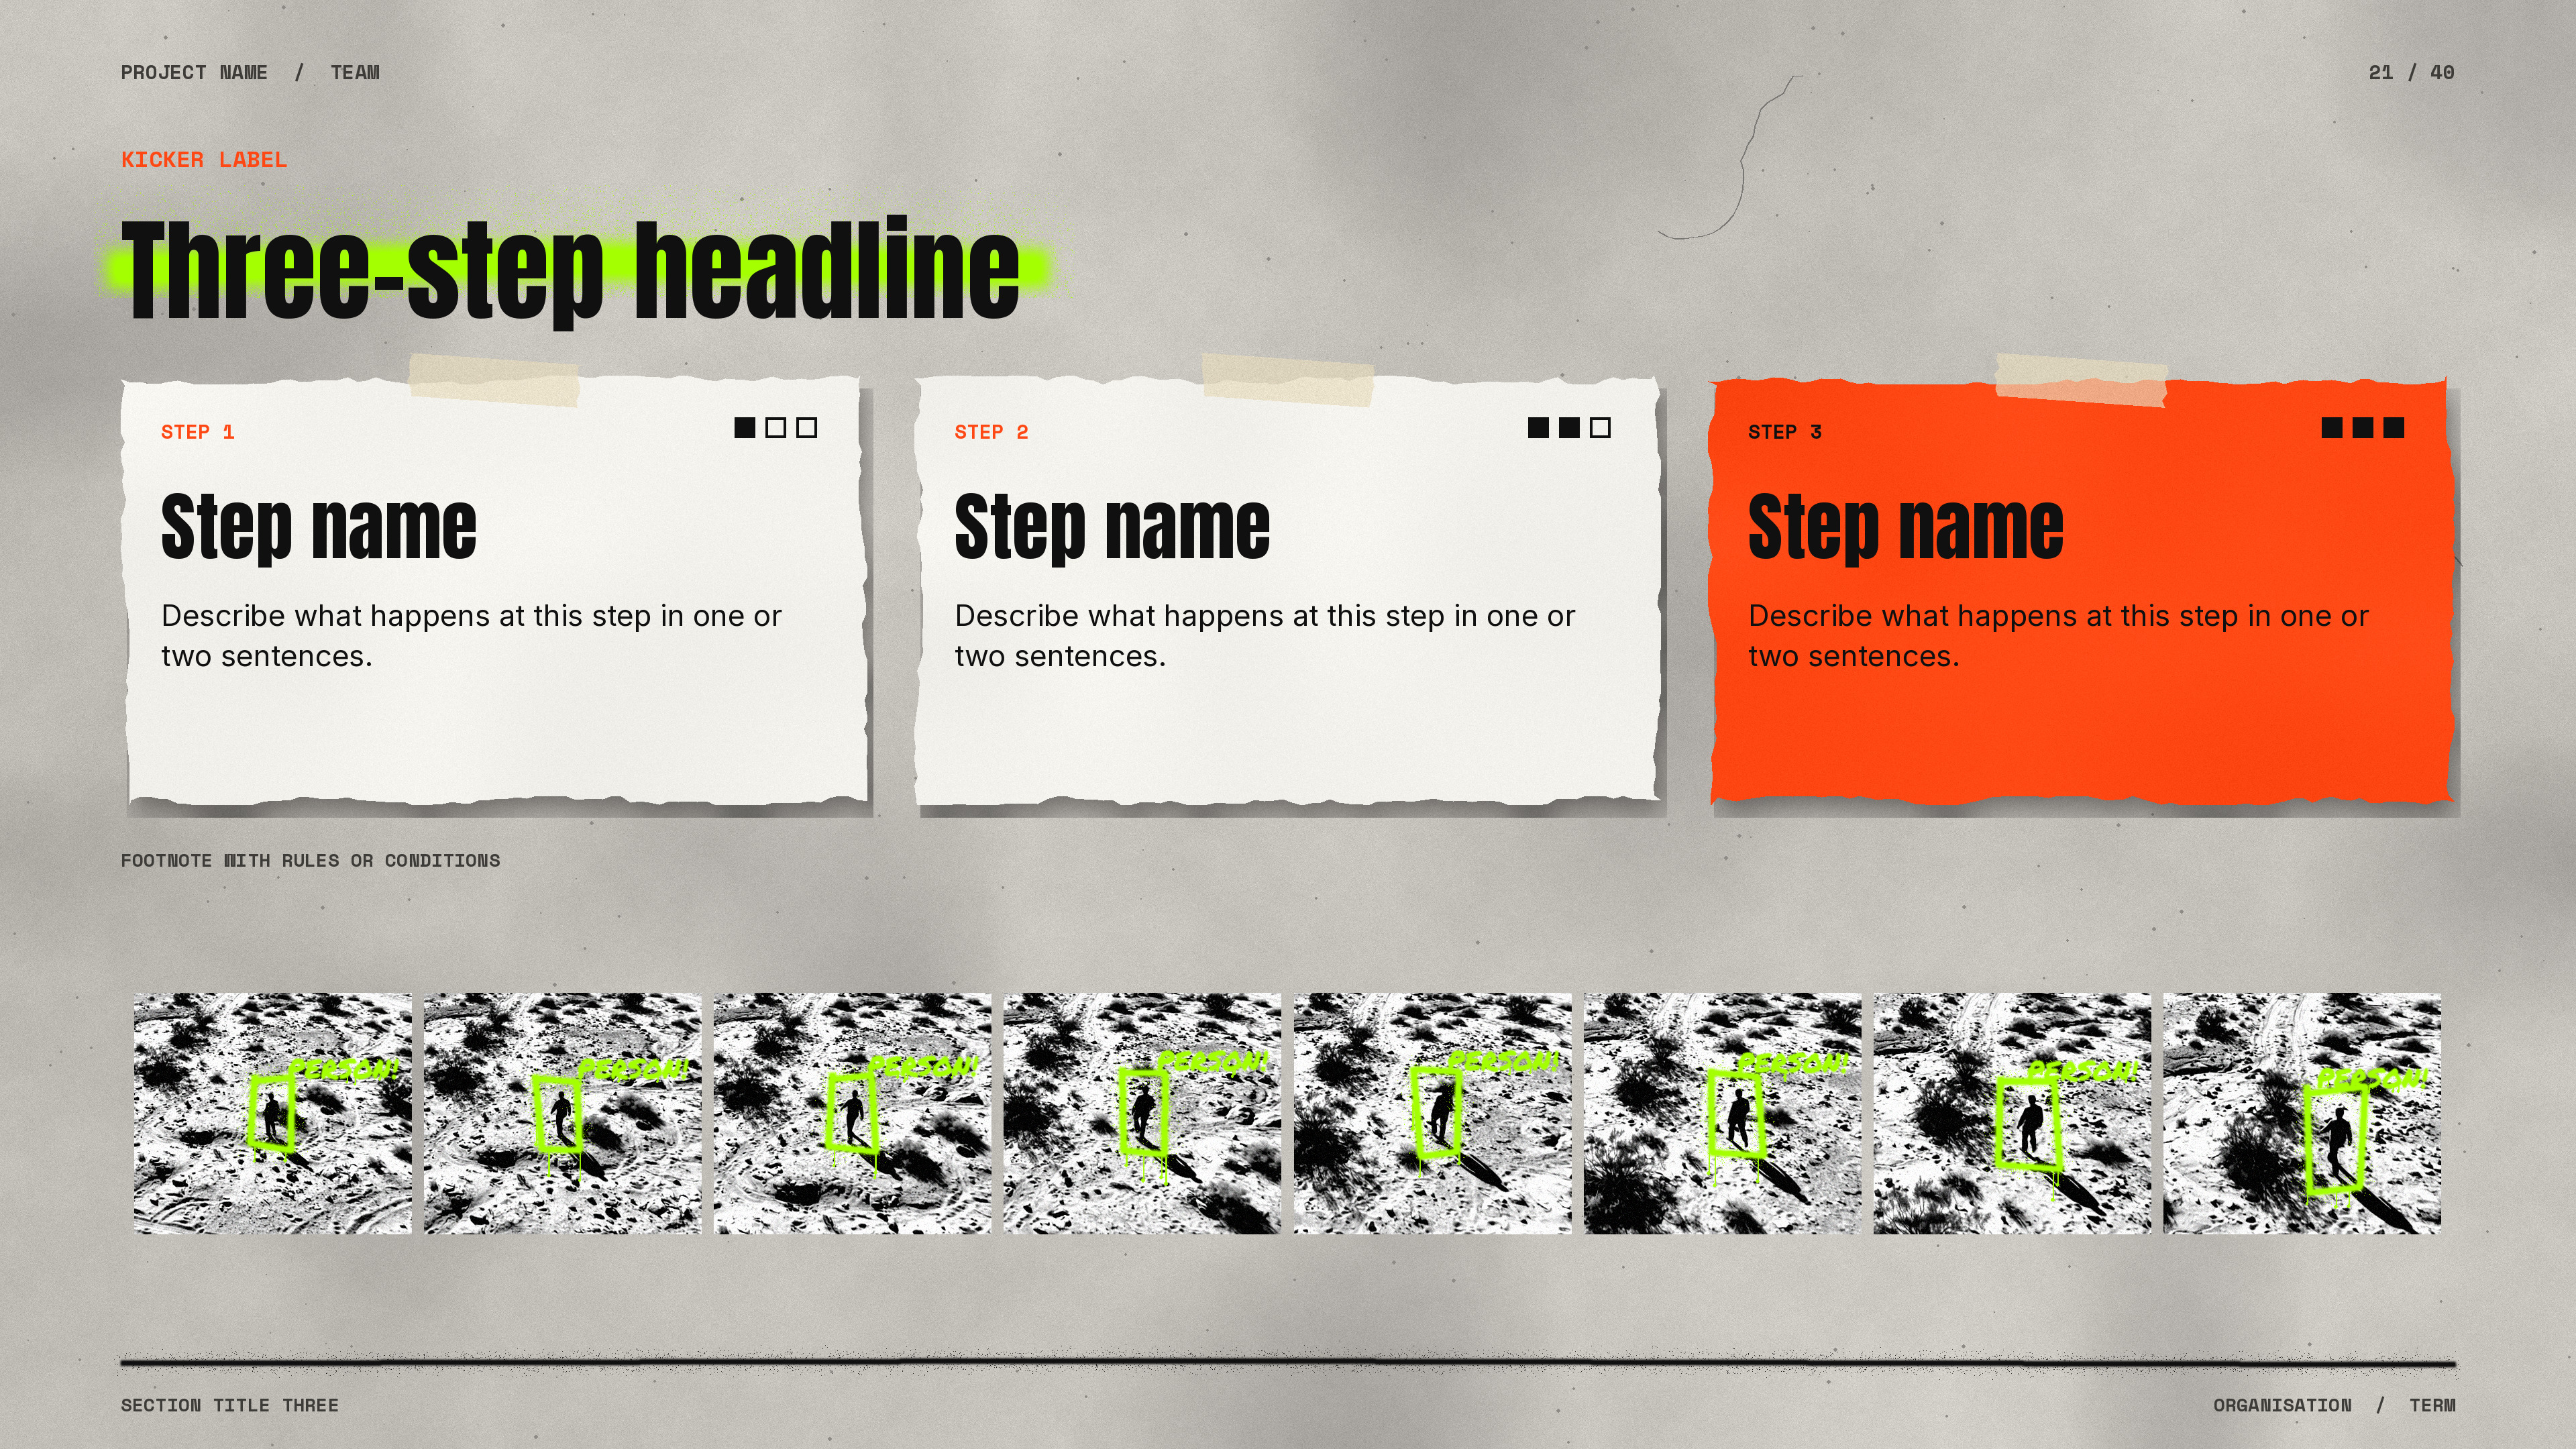 PROJECT NAME / TEAM
21 / 40
KICKER LABEL
Three-step headline
STEP 1
Step name
Describe what happens at this step in one or
two sentences.
STEP 2
Step name
Describe what happens at this step in one or
two sentences.
STEP 3
Step name
Describe what happens at this step in one or
two sentences.
FOOTNOTE WITH RULES OR CONDITIONS
PERSON!
PERSON!
PERSON!
PERSON!
PERSON!
PERSON!
PERSON!
PERSON!
SECTION TITLE THREE
ORGANISATION / TERM